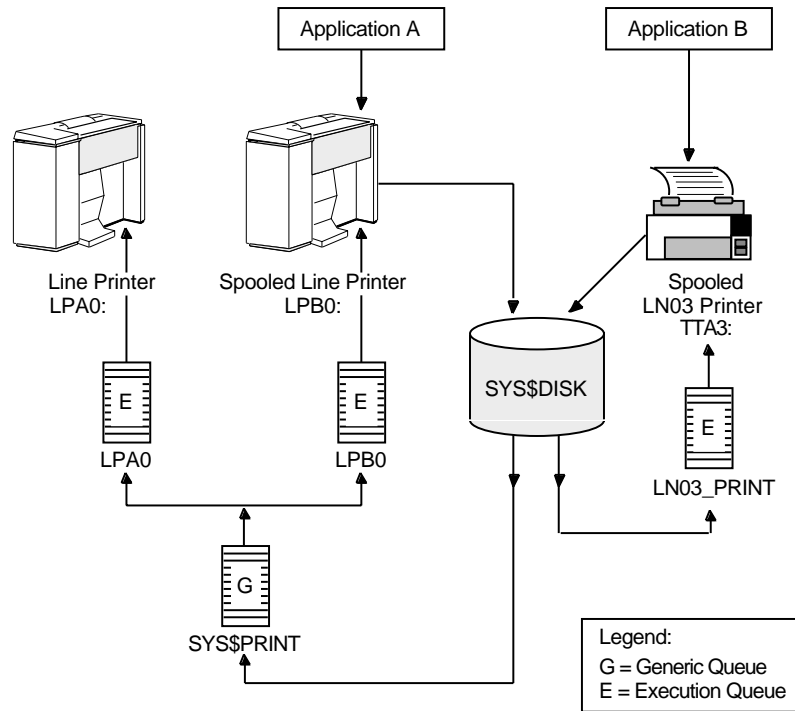 Application A
Application B
Line Printer
LPA0:
Spooled Line Printer
LPB0:
Spooled
LN03 Printer
TTA3:
SYS$DISK
E
LPA0
E
LPB0
E
LN03_PRINT
G
SYS$PRINT
Legend:
G = Generic Queue
E = Execution Queue